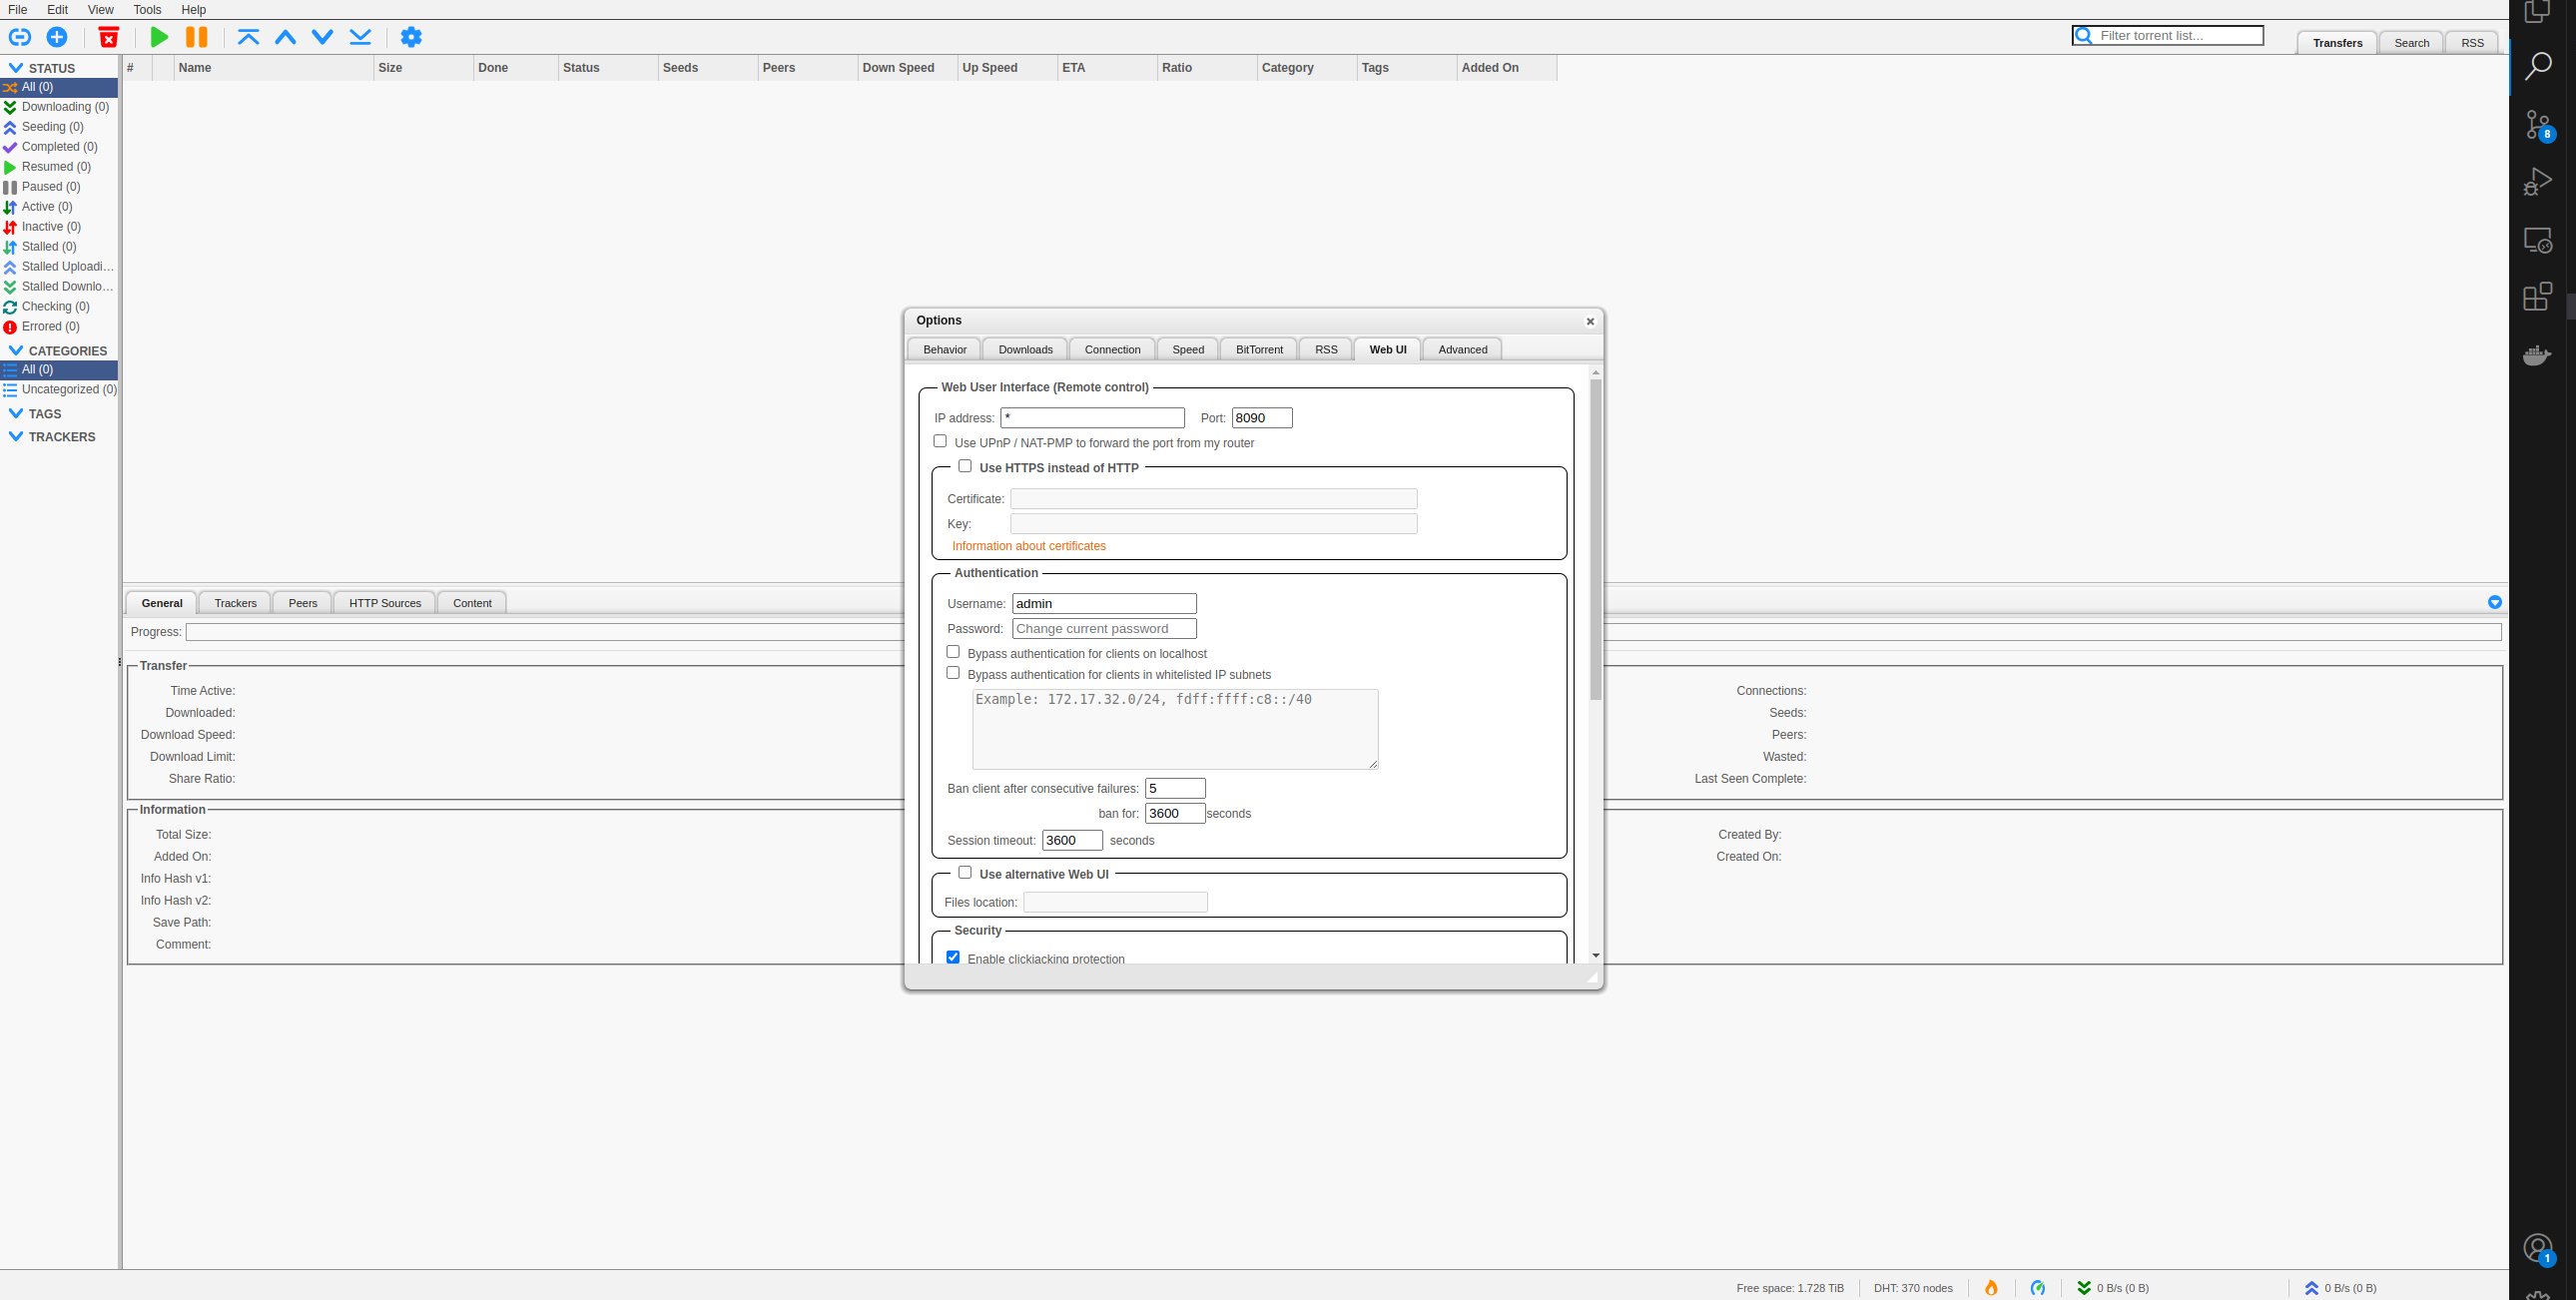 File Edit View Tools Help
Filter torrent list...
Transfers Search RSS
STATUS
All (0)
Downloading (0)
Seeding (0)
Completed (0)
Resumed (0)
Paused (0)
Active (0)
Inactive (0)
Stalled (0)
Stalled Uploadi...
Stalled Downlo...
Checking (0)
Errored (0)
CATEGORIES
All (0)
Uncategorized (0)
TAGS
TRACKERS
# Name Size Done Status Seeds Peers Down Speed Up Speed ETA Ratio Category Tags Added On
Options
Behavior Downloads Connection Speed BitTorrent RSS Web UI Advanced
Web User Interface (Remote control)
IP address: * Port: 8090
Use UPnP / NAT-PMP to forward the port from my router
Use HTTPS instead of HTTP
Certificate:
Key:
Information about certificates
Authentication
Username: admin
Password: Change current password
Bypass authentication for clients on localhost
Bypass authentication for clients in whitelisted IP subnets
Example: 172.17.32.0/24, fdff:ffff:c8::/40
Ban client after consecutive failures: 5
ban for: 3600 seconds
Session timeout: 3600 seconds
Use alternative Web UI
Files location:
Security
Enable clickjacking protection
General Trackers Peers HTTP Sources Content
Progress:
Transfer
Time Active:
Downloaded:
Download Speed:
Download Limit:
Share Ratio:
Connections:
Seeds:
Peers:
Wasted:
Last Seen Complete:
Information
Total Size:
Added On:
Info Hash v1:
Info Hash v2:
Save Path:
Comment:
Created By:
Created On:
8
1
Free space: 1.728 TiB DHT: 370 nodes 0 B/s (0 B) 0 B/s (0 B)